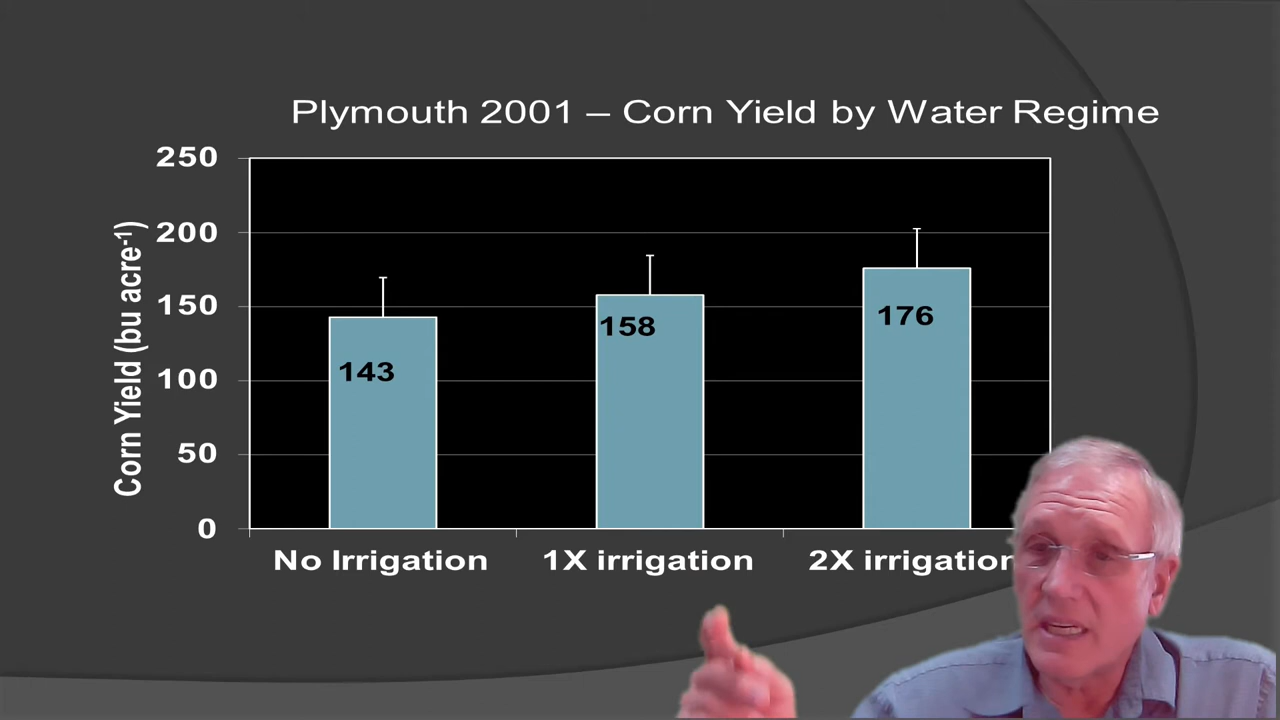 Plymouth 2001 – Corn Yield by Water Regime
Corn Yield (bu acre-1)
250
200
150
100
50
0
143
158
176
No Irrigation
1X irrigation
2X irrigation